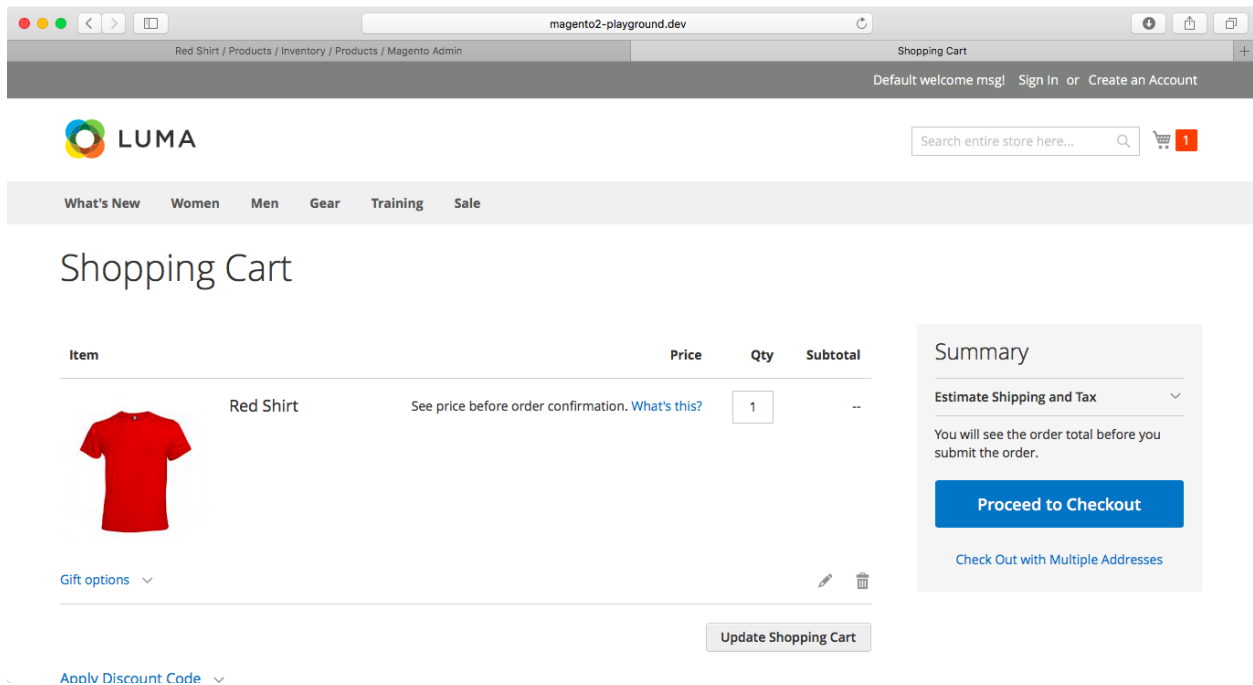 magento2-playground.dev
Red Shirt / Products / Inventory / Products / Magento Admin
Shopping Cart
Default welcome msg! Sign In or Create an Account
LUMA
Search entire store here...
1
What's New Women Men Gear Training Sale
Shopping Cart
Item Price Qty Subtotal
Red Shirt See price before order confirmation. What's this? 1 --
Gift options
Update Shopping Cart
Apply Discount Code
Summary
Estimate Shipping and Tax
You will see the order total before you
submit the order.
Proceed to Checkout
Check Out with Multiple Addresses